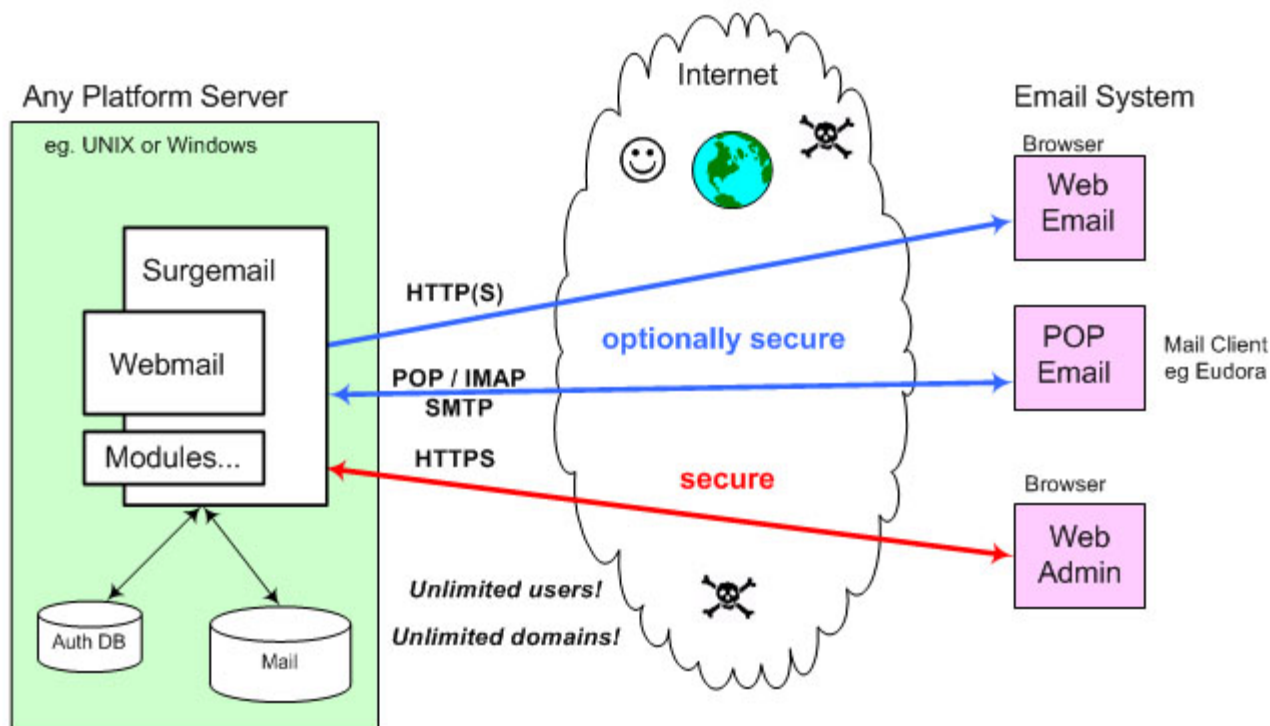 Any Platform Server
eg. UNIX or Windows
Surgemail
Webmail
Modules...
Auth DB
Mail
HTTP(S)
POP / IMAP
SMTP
HTTPS
Unlimited users!
Unlimited domains!
Internet
optionally secure
secure
Email System
Browser
Web
Email
POP
Email
Mail Client
eg Eudora
Browser
Web
Admin